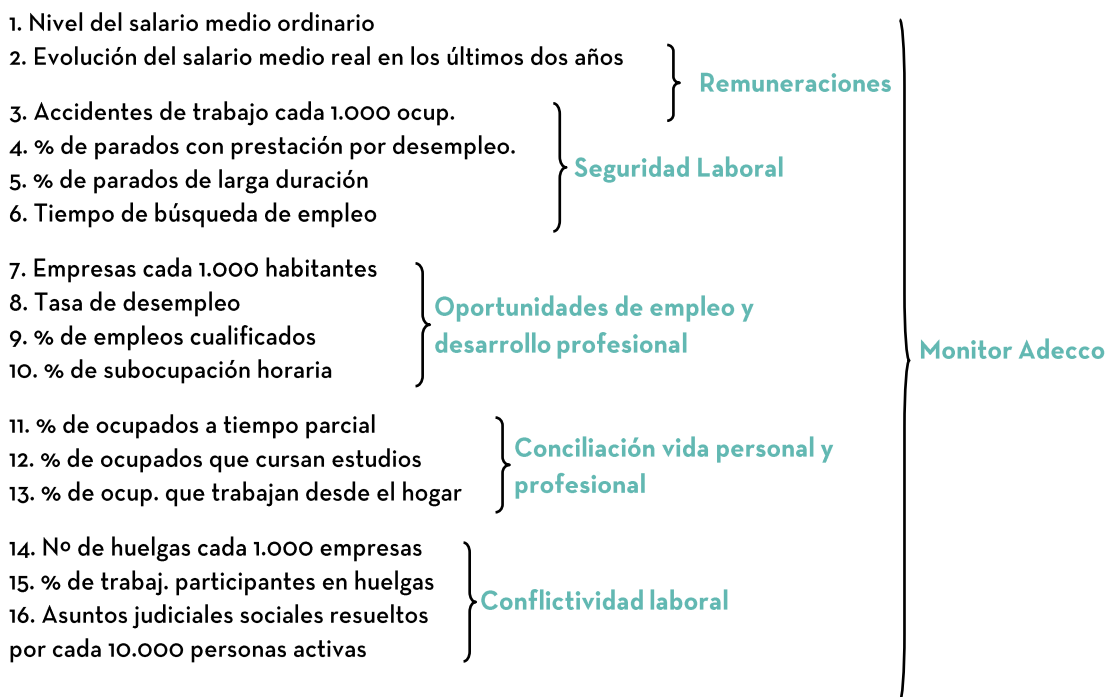 1. Nivel del salario medio ordinario
2. Evolución del salario medio real en los últimos dos años
Remuneraciones
3. Accidentes de trabajo cada 1.000 ocup.
4. % de parados con prestación por desempleo.
5. % de parados de larga duración
6. Tiempo de búsqueda de empleo
Seguridad Laboral
7. Empresas cada 1.000 habitantes
8. Tasa de desempleo
9. % de empleos cualificados
10. % de subocupación horaria
Oportunidades de empleo y
desarrollo profesional
11. % de ocupados a tiempo parcial
12. % de ocupados que cursan estudios
13. % de ocup. que trabajan desde el hogar
Conciliación vida personal y
profesional
14. Nº de huelgas cada 1.000 empresas
15. % de trabaj. participantes en huelgas
16. Asuntos judiciales sociales resueltos
por cada 10.000 personas activas
Conflictividad laboral
Monitor Adecco